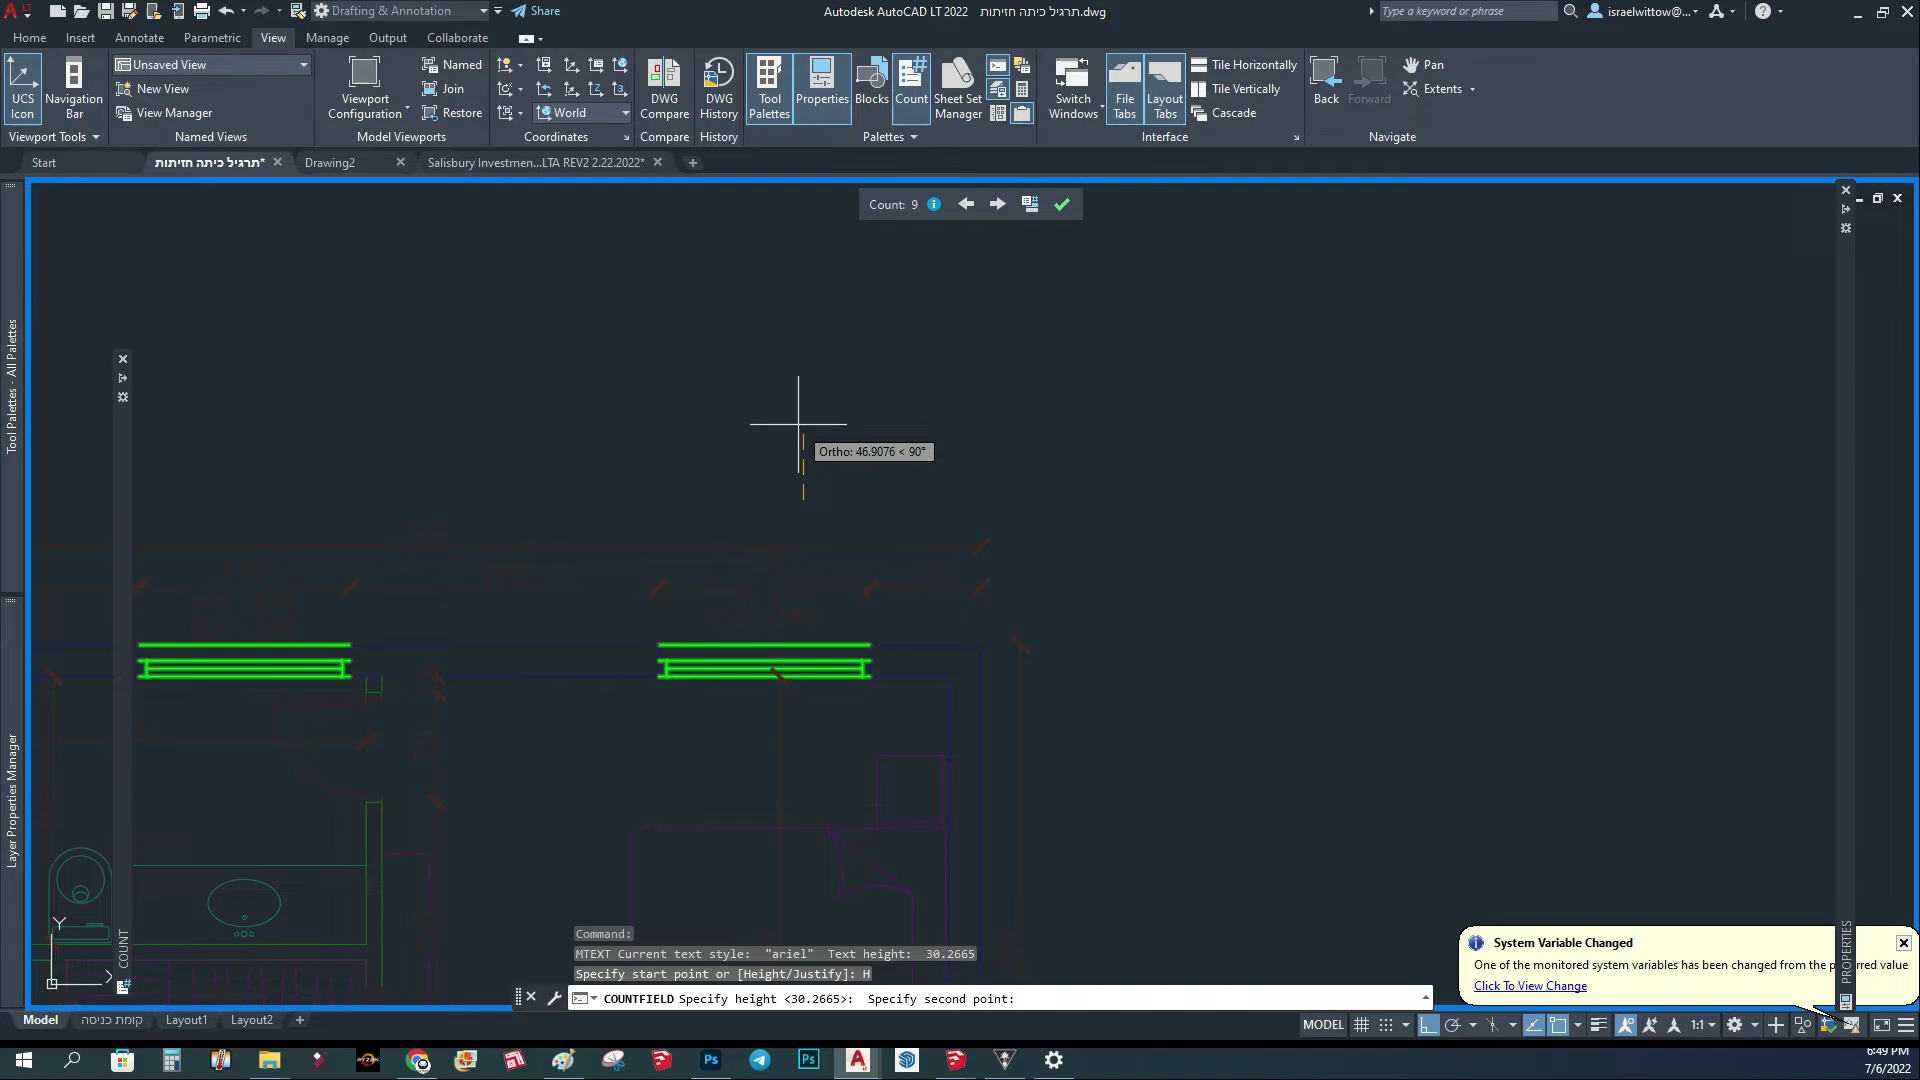 LT
Drafting & Annotation
Share
Autodesk AutoCAD LT 2022 תרגיל כיתה חזיתות.dwg
Type a keyword or phrase
israelwittow@...
Home Insert Annotate Parametric View Manage Output Collaborate
UCS
Icon
Navigation
Bar
Unsaved View
New View
View Manager
Viewport
Configuration
Named
Join
Restore
World
DWG
Compare
DWG
History
Tool
Palettes
Properties
Blocks
Count
Sheet Set
Manager
Switch
Windows
File
Tabs
Layout
Tabs
Tile Horizontally
Tile Vertically
Cascade
Back
Forward
Pan
Extents
Viewport Tools Named Views Model Viewports Coordinates Compare History Palettes Interface Navigate
Start
תרגיל כיתה חזיתות*
Drawing2
Salisbury Investmen...LTA REV2 2.22.2022*
Count: 9
Tool Palettes - All Palettes
Layer Properties Manager
Ortho: 46.9076 < 90°
COUNT
PROPERTIES
Y
X
Command:
MTEXT Current text style: "ariel" Text height: 30.2665
Specify start point or [Height/Justify]: H
COUNTFIELD Specify height <30.2665>: Specify second point:
System Variable Changed
One of the monitored system variables has been changed from the p rred value
Click To View Change
Model קומת כניסה Layout1 Layout2
MODEL 1:1
RYZEN
Ps
Ps
A
6:49 PM
7/6/2022